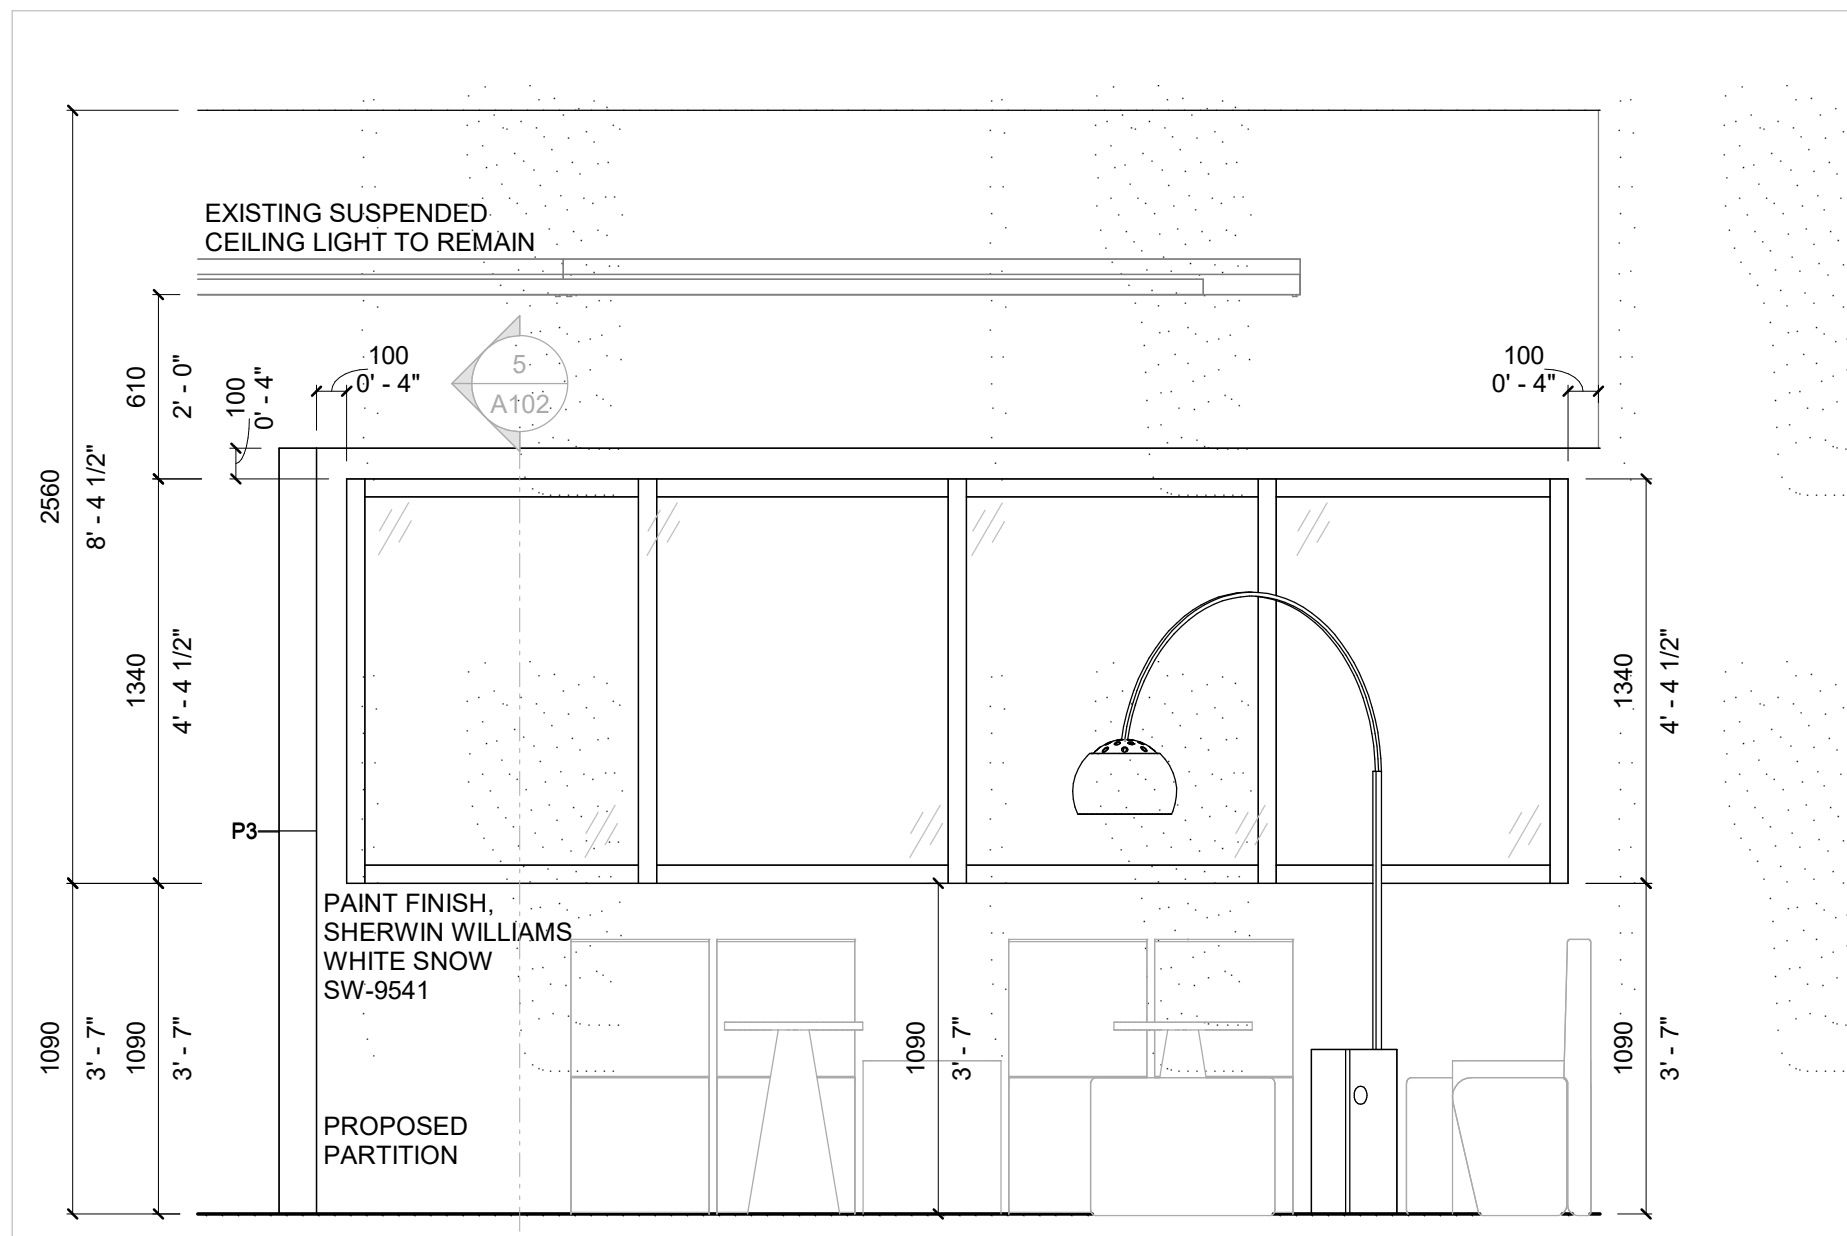 EXISTING SUSPENDED
CEILING LIGHT TO REMAIN
2560
8' - 4 1/2"
610
2' - 0"
100
0' - 4"
100
0' - 4"
5
A102
100
0' - 4"
1340
4' - 4 1/2"
1340
4' - 4 1/2"
P3
PAINT FINISH,
SHERWIN WILLIAMS
WHITE SNOW
SW-9541
1090
3' - 7"
1090
3' - 7"
1090
3' - 7"
1090
3' - 7"
PROPOSED
PARTITION